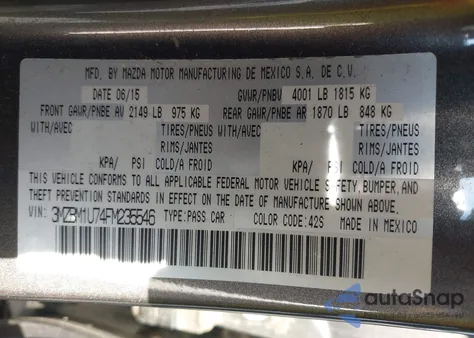 MFD. BY MAZDA MOTOR MANUFACTURING DE MEXICO S.A. DE C.V.
DATE 06/15 GVWR/PNBV 4001 LB 1815 KG
FRONT GAWR/PNBE AV 2149 LB 975 KG REAR GAWR/PNBE AR 1870 LB 848 KG
WITH/AVEC TIRES/PNEUS WITH/AVEC TIRES/PNEUS
RIMS/JANTES RIMS/JANTES
KPA/ PSI COLD/A FROID KPA/ PSI COLD/A FROID
THIS VEHICLE CONFORMS TO ALL APPLICABLE FEDERAL MOTOR VEHICLE SAFETY, BUMPER, AND
THEFT PREVENTION STANDARDS IN EFFECT ON THE DATE OF MANUFACTURE SHOWN ABOVE.
VIN: 3MZBM1U74FM235546 TYPE: PASS CAR COLOR CODE: 42S MADE IN MEXICO
autoSnap